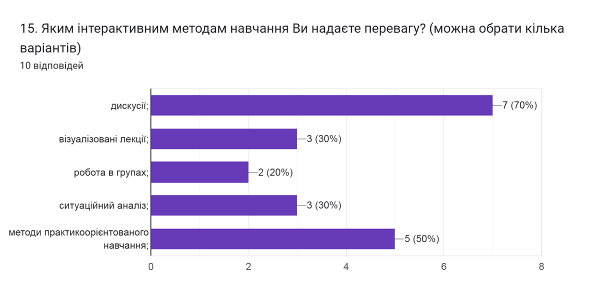 15. Яким інтерактивним методам навчання Ви надаєте перевагу? (можна обрати кілька
варіантів)
10 відповідей
дискусії;
7 (70%)
візуалізовані лекції;
3 (30%)
робота в групах;
2 (20%)
ситуаційний аналіз;
3 (30%)
методи практикоорієнтованого
навчання;
5 (50%)
0 2 4 6 8